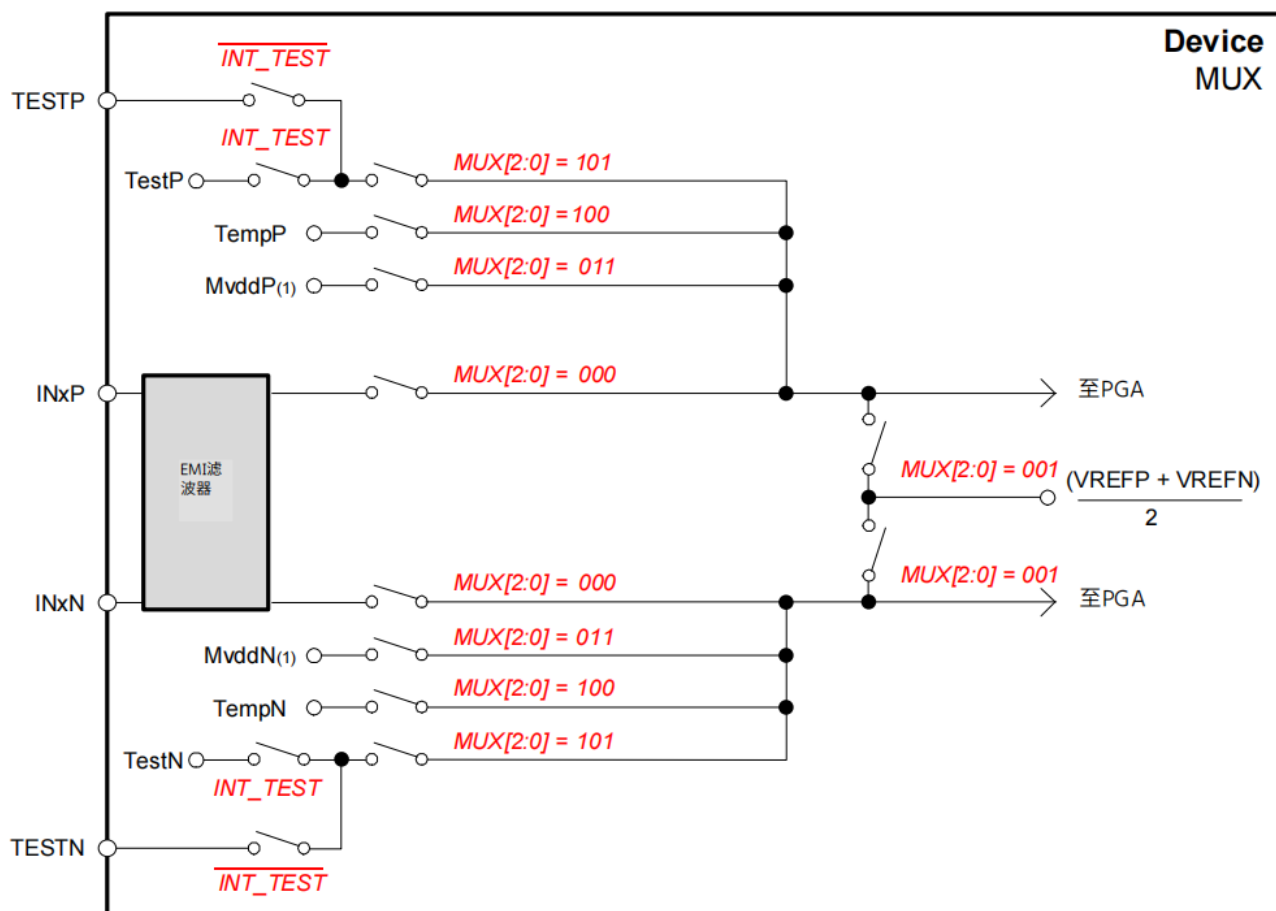 Device
MUX
INT_TEST
TESTP
INT_TEST
TestP
MUX[2:0] = 101
TempP
MUX[2:0] =100
MvddP(1)
MUX[2:0] = 011
INxP
MUX[2:0] = 000
至PGA
EMI滤
波器
MUX[2:0] = 001
(VREFP + VREFN)
2
INxN
MUX[2:0] = 000
MUX[2:0] = 001
至PGA
MvddN(1)
MUX[2:0] = 011
TempN
MUX[2:0] = 100
TestN
MUX[2:0] = 101
INT_TEST
TESTN
INT_TEST